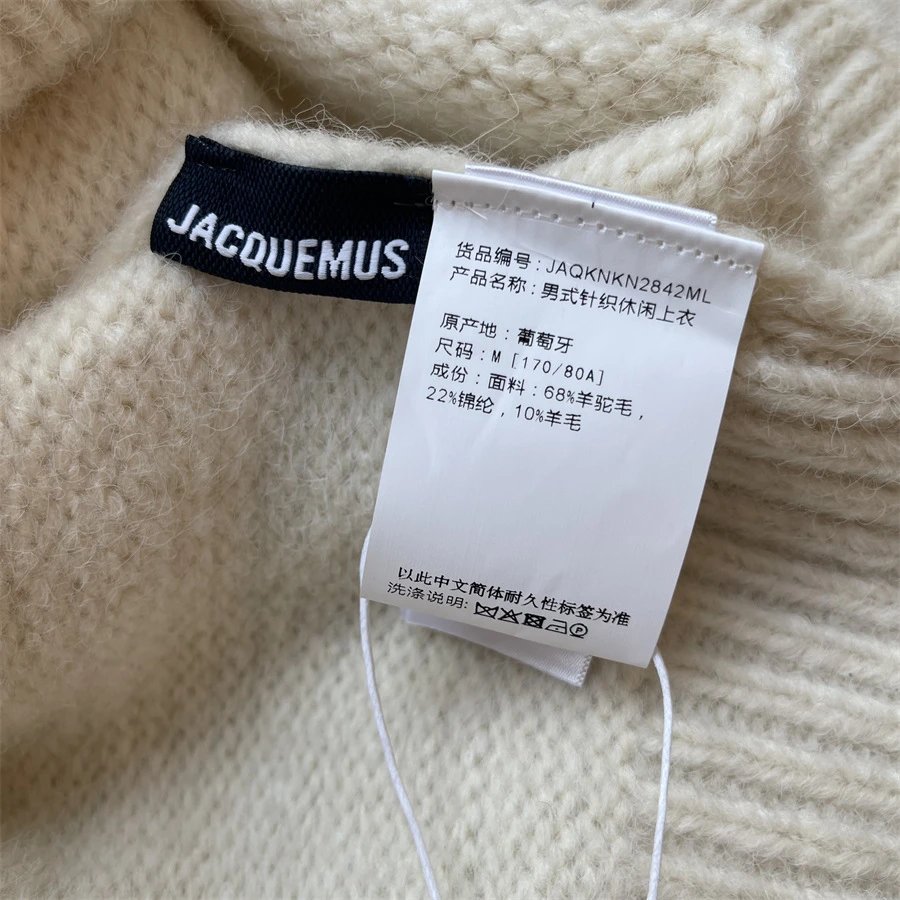 JACQUEMUS
货品编号：JAQKNKN2842ML
产品名称：男式针织休闲上衣
原产地：葡萄牙
尺码：M [170/80A]
成份：面料：68%羊驼毛，
22%锦纶，10%羊毛
以此中文简体耐久性标签为准
洗涤说明: